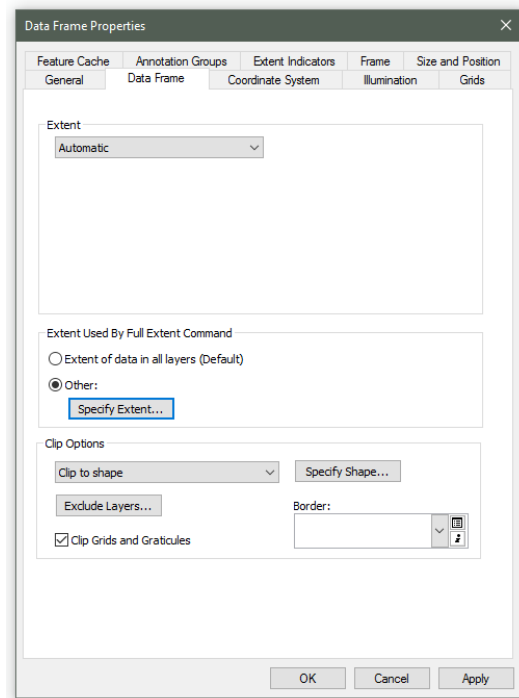 Data Frame Properties
Feature Cache Annotation Groups Extent Indicators Frame Size and Position
General Data Frame Coordinate System Illumination Grids
Extent
Automatic
Extent Used By Full Extent Command
Extent of data in all layers (Default)
Other:
Specify Extent...
Clip Options
Clip to shape Specify Shape...
Exclude Layers... Border:
Clip Grids and Graticules
OK Cancel Apply